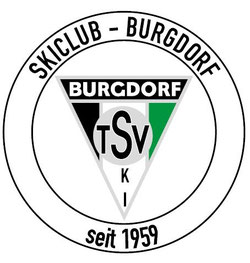 SKICLUB - BURGDORF
BURGDORF
TSV
K
I
seit 1959